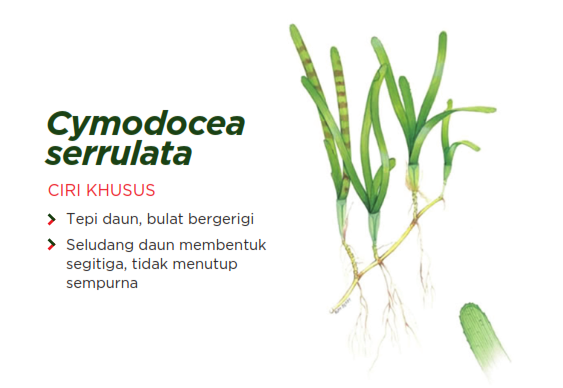 Cymodocea
serrulata
CIRI KHUSUS
Tepi daun, bulat bergerigi
Seludang daun membentuk
segitiga, tidak menutup
sempurna